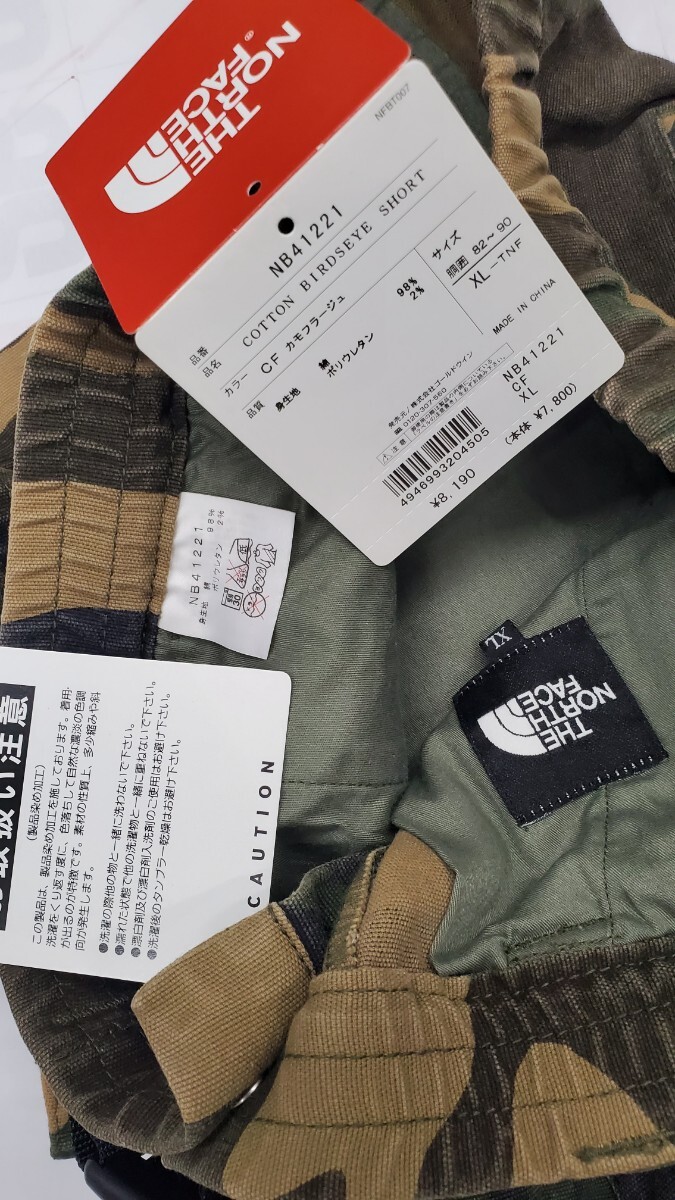 THE
NORTH
FACE
®
NFBT007
品番 NB41221
品名 COTTON BIRDSEYE SHORT
カラー CF カモフラージュ
品質 身生地 綿 98%
ポリウレタン 2%
サイズ
胴囲 82～90
XL-TNF
MADE IN CHINA
発売元/株式会社ゴールドウイン
☎0120-307-560
4946993204505
NB41221
CF
XL
¥8,190
(本体 ¥7,800)
NB41221
身生地 綿 98%
ポリウレタン 2%
30
低
XL
THE
NORTH
FACE
取扱い注意
(製品染め加工)
この製品は、製品染めの加工を施しております。着用・
洗濯をくり返す度に、色落ちして自然な濃淡の色調
が出るのが特徴です。素材の性質上、多少縮みや斜
向が発生します。
●洗濯の際他の物と一緒に洗わないで下さい。
●濡れた状態で他の洗濯物と一緒に重ねないで下さい。
●漂白剤及び漂白剤入洗剤のご使用はお避け下さい。
●洗濯後のタンブラー乾燥はお避け下さい。
CAUTION